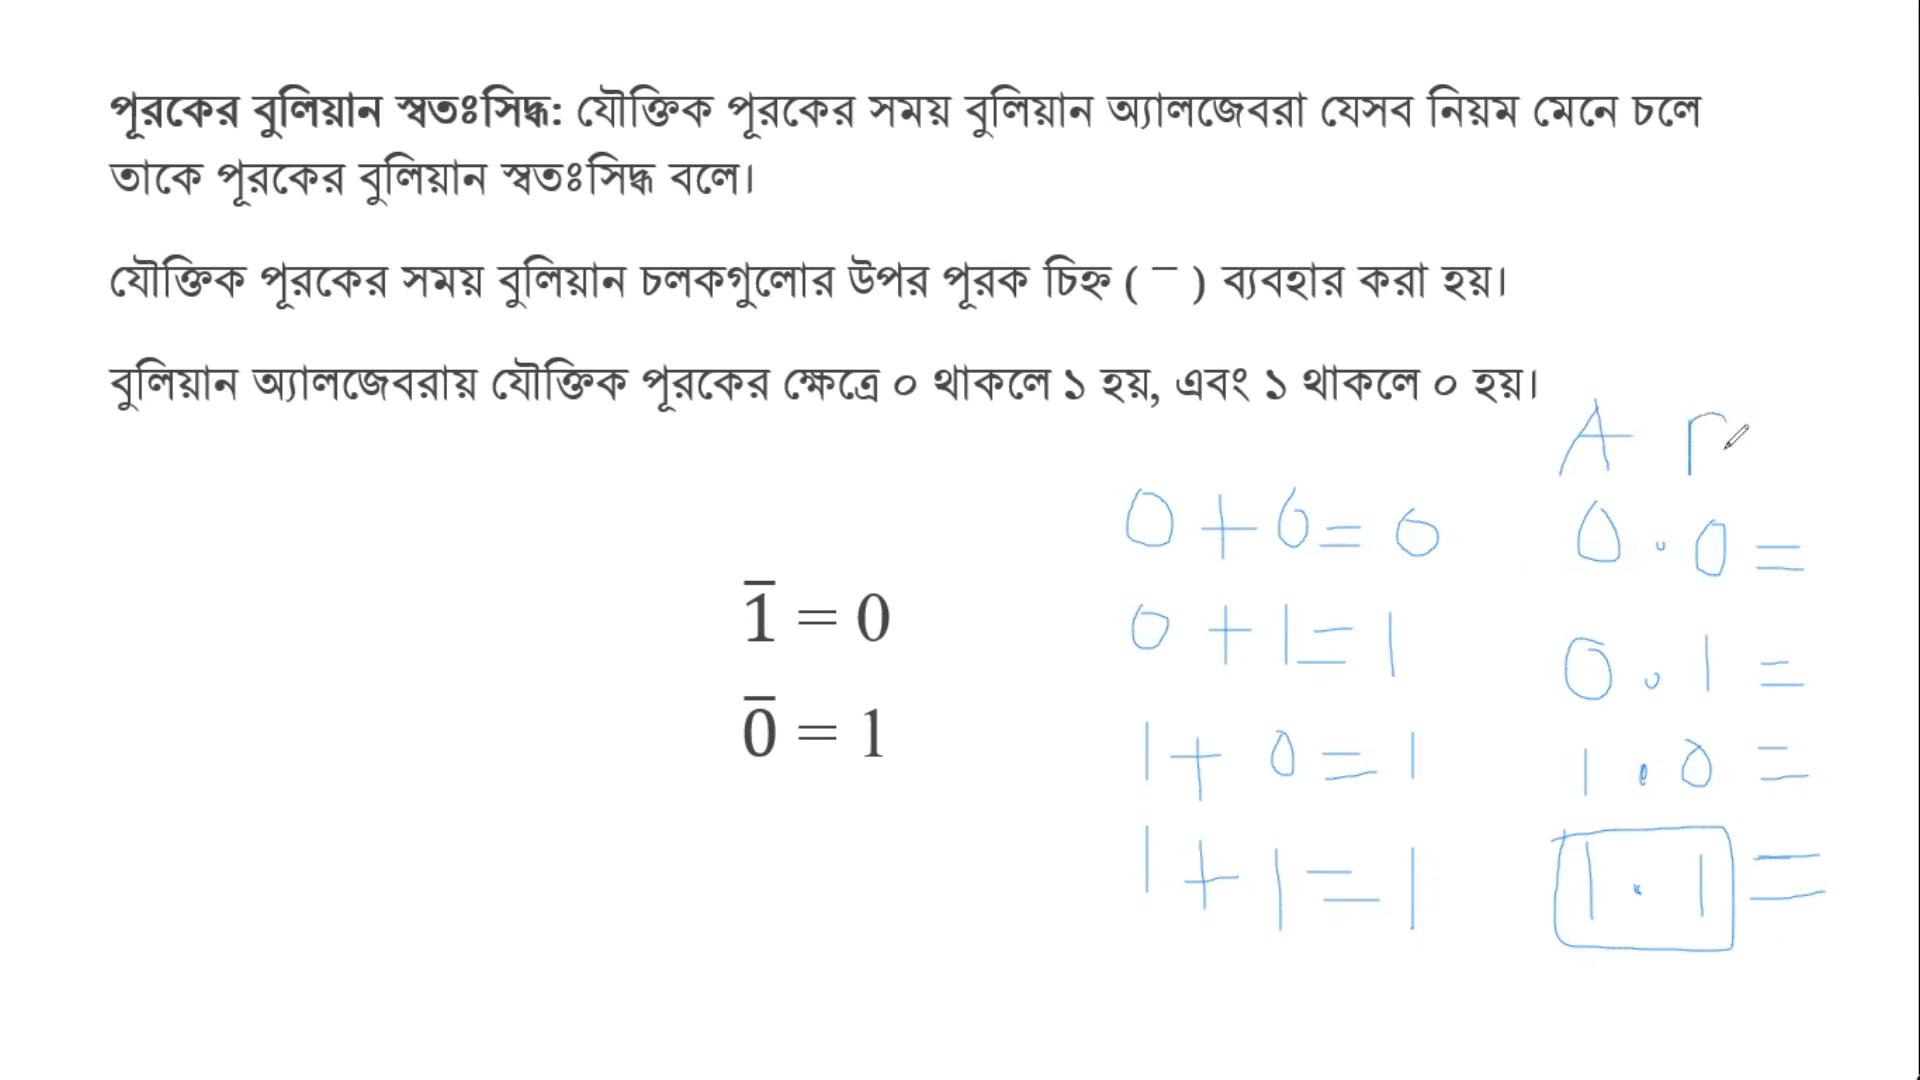 পূরকের বুলিয়ান স্বতঃসিদ্ধ: যৌক্তিক পূরকের সময় বুলিয়ান অ্যালজেবরা যেসব নিয়ম মেনে চলে
তাকে পূরকের বুলিয়ান স্বতঃসিদ্ধ বলে।
যৌক্তিক পূরকের সময় বুলিয়ান চলকগুলোর উপর পূরক চিহ্ন ( ¯ ) ব্যবহার করা হয়।
বুলিয়ান অ্যালজেবরায় যৌক্তিক পূরকের ক্ষেত্রে ০ থাকলে ১ হয়, এবং ১ থাকলে ০ হয়।
1̅ = 0
0̅ = 1
0 + 0 = 0
0 + 1 = 1
1 + 0 = 1
1 + 1 = 1
A
0 . 0 =
0 . 1 =
1 . 0 =
1 . 1 =